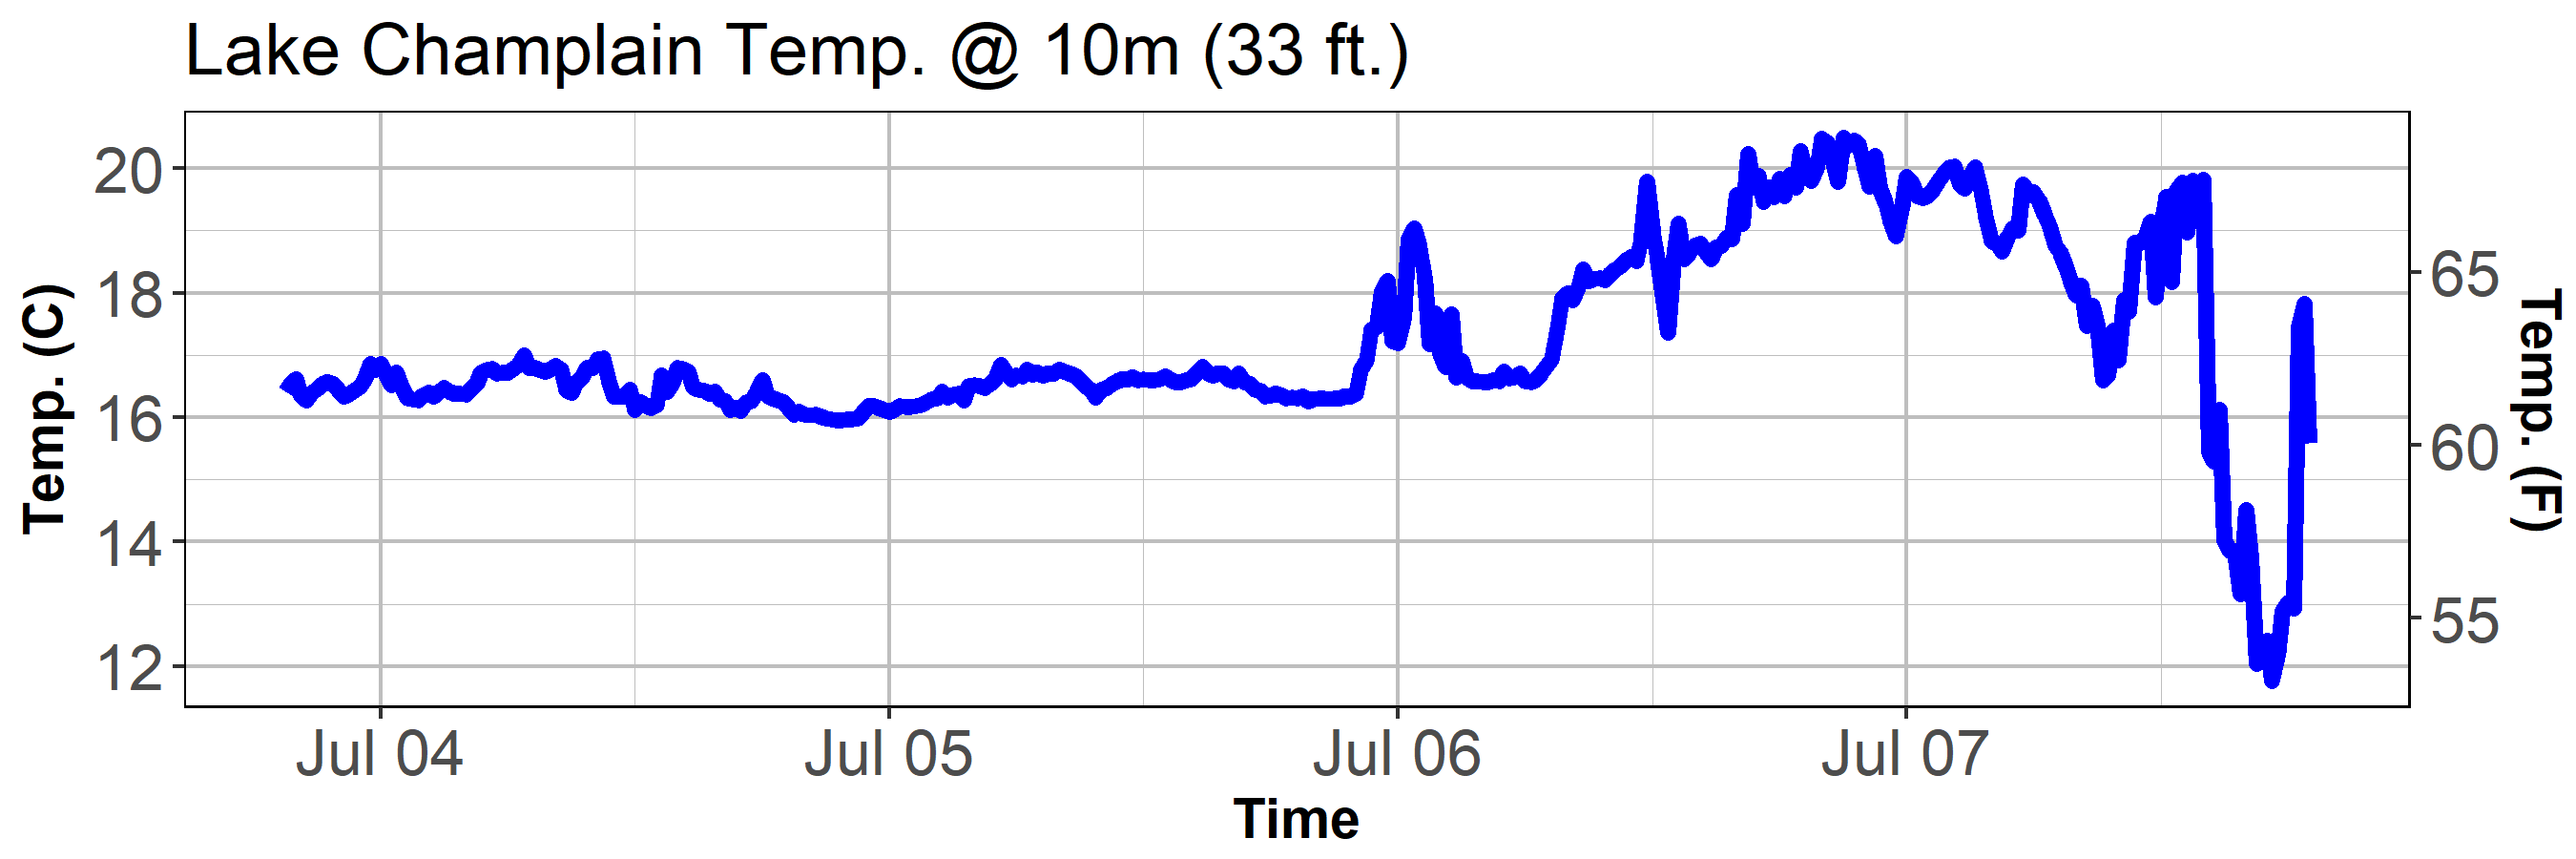 Lake Champlain Temp. @ 10m (33 ft.)
Temp. (C)
20
18
16
14
12
65
60
55
Temp. (F)
Jul 04
Jul 05
Jul 06
Jul 07
Time